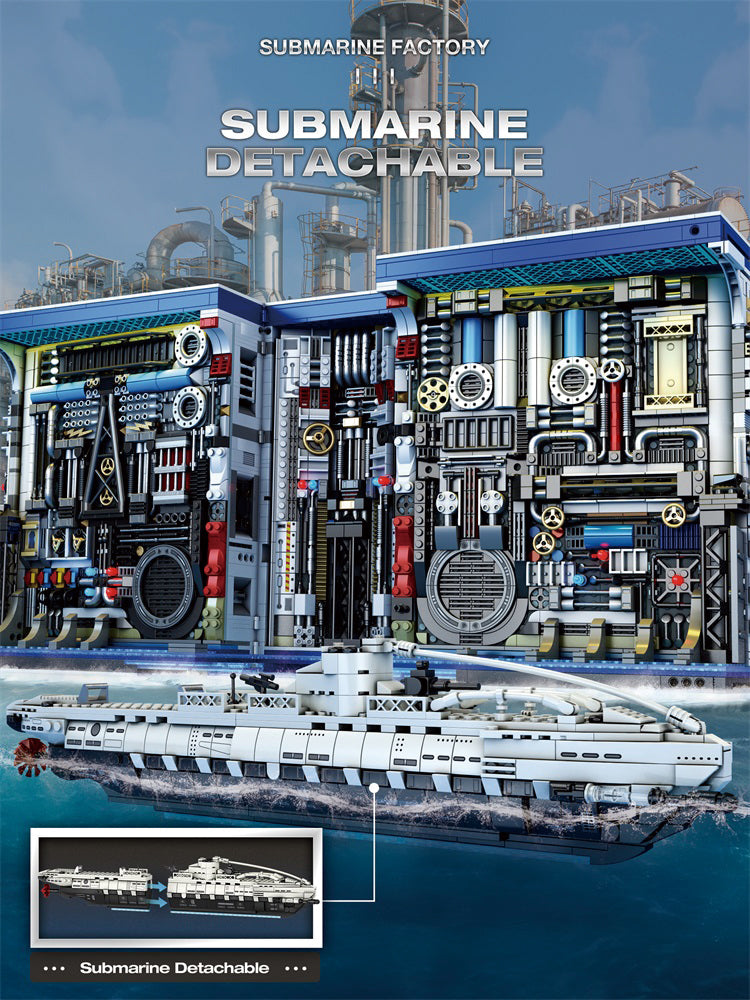 SUBMARINE FACTORY
SUBMARINE
DETACHABLE
••• Submarine Detachable •••